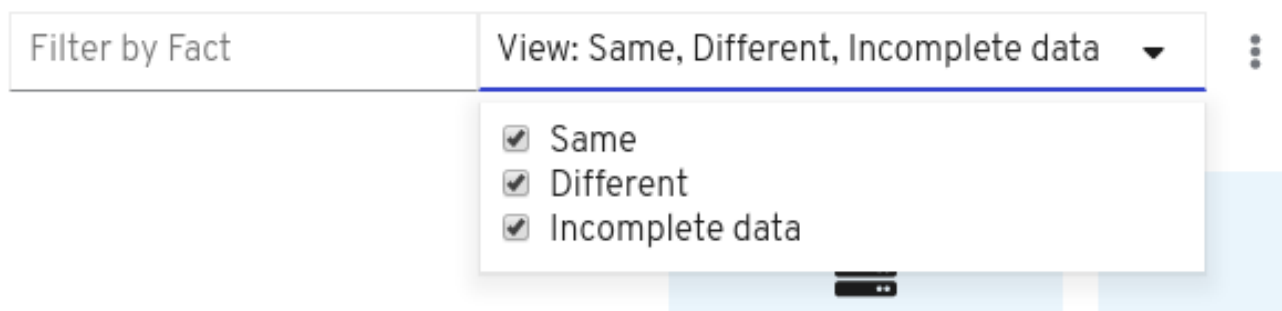 Filter by Fact
View: Same, Different, Incomplete data
Same
Different
Incomplete data